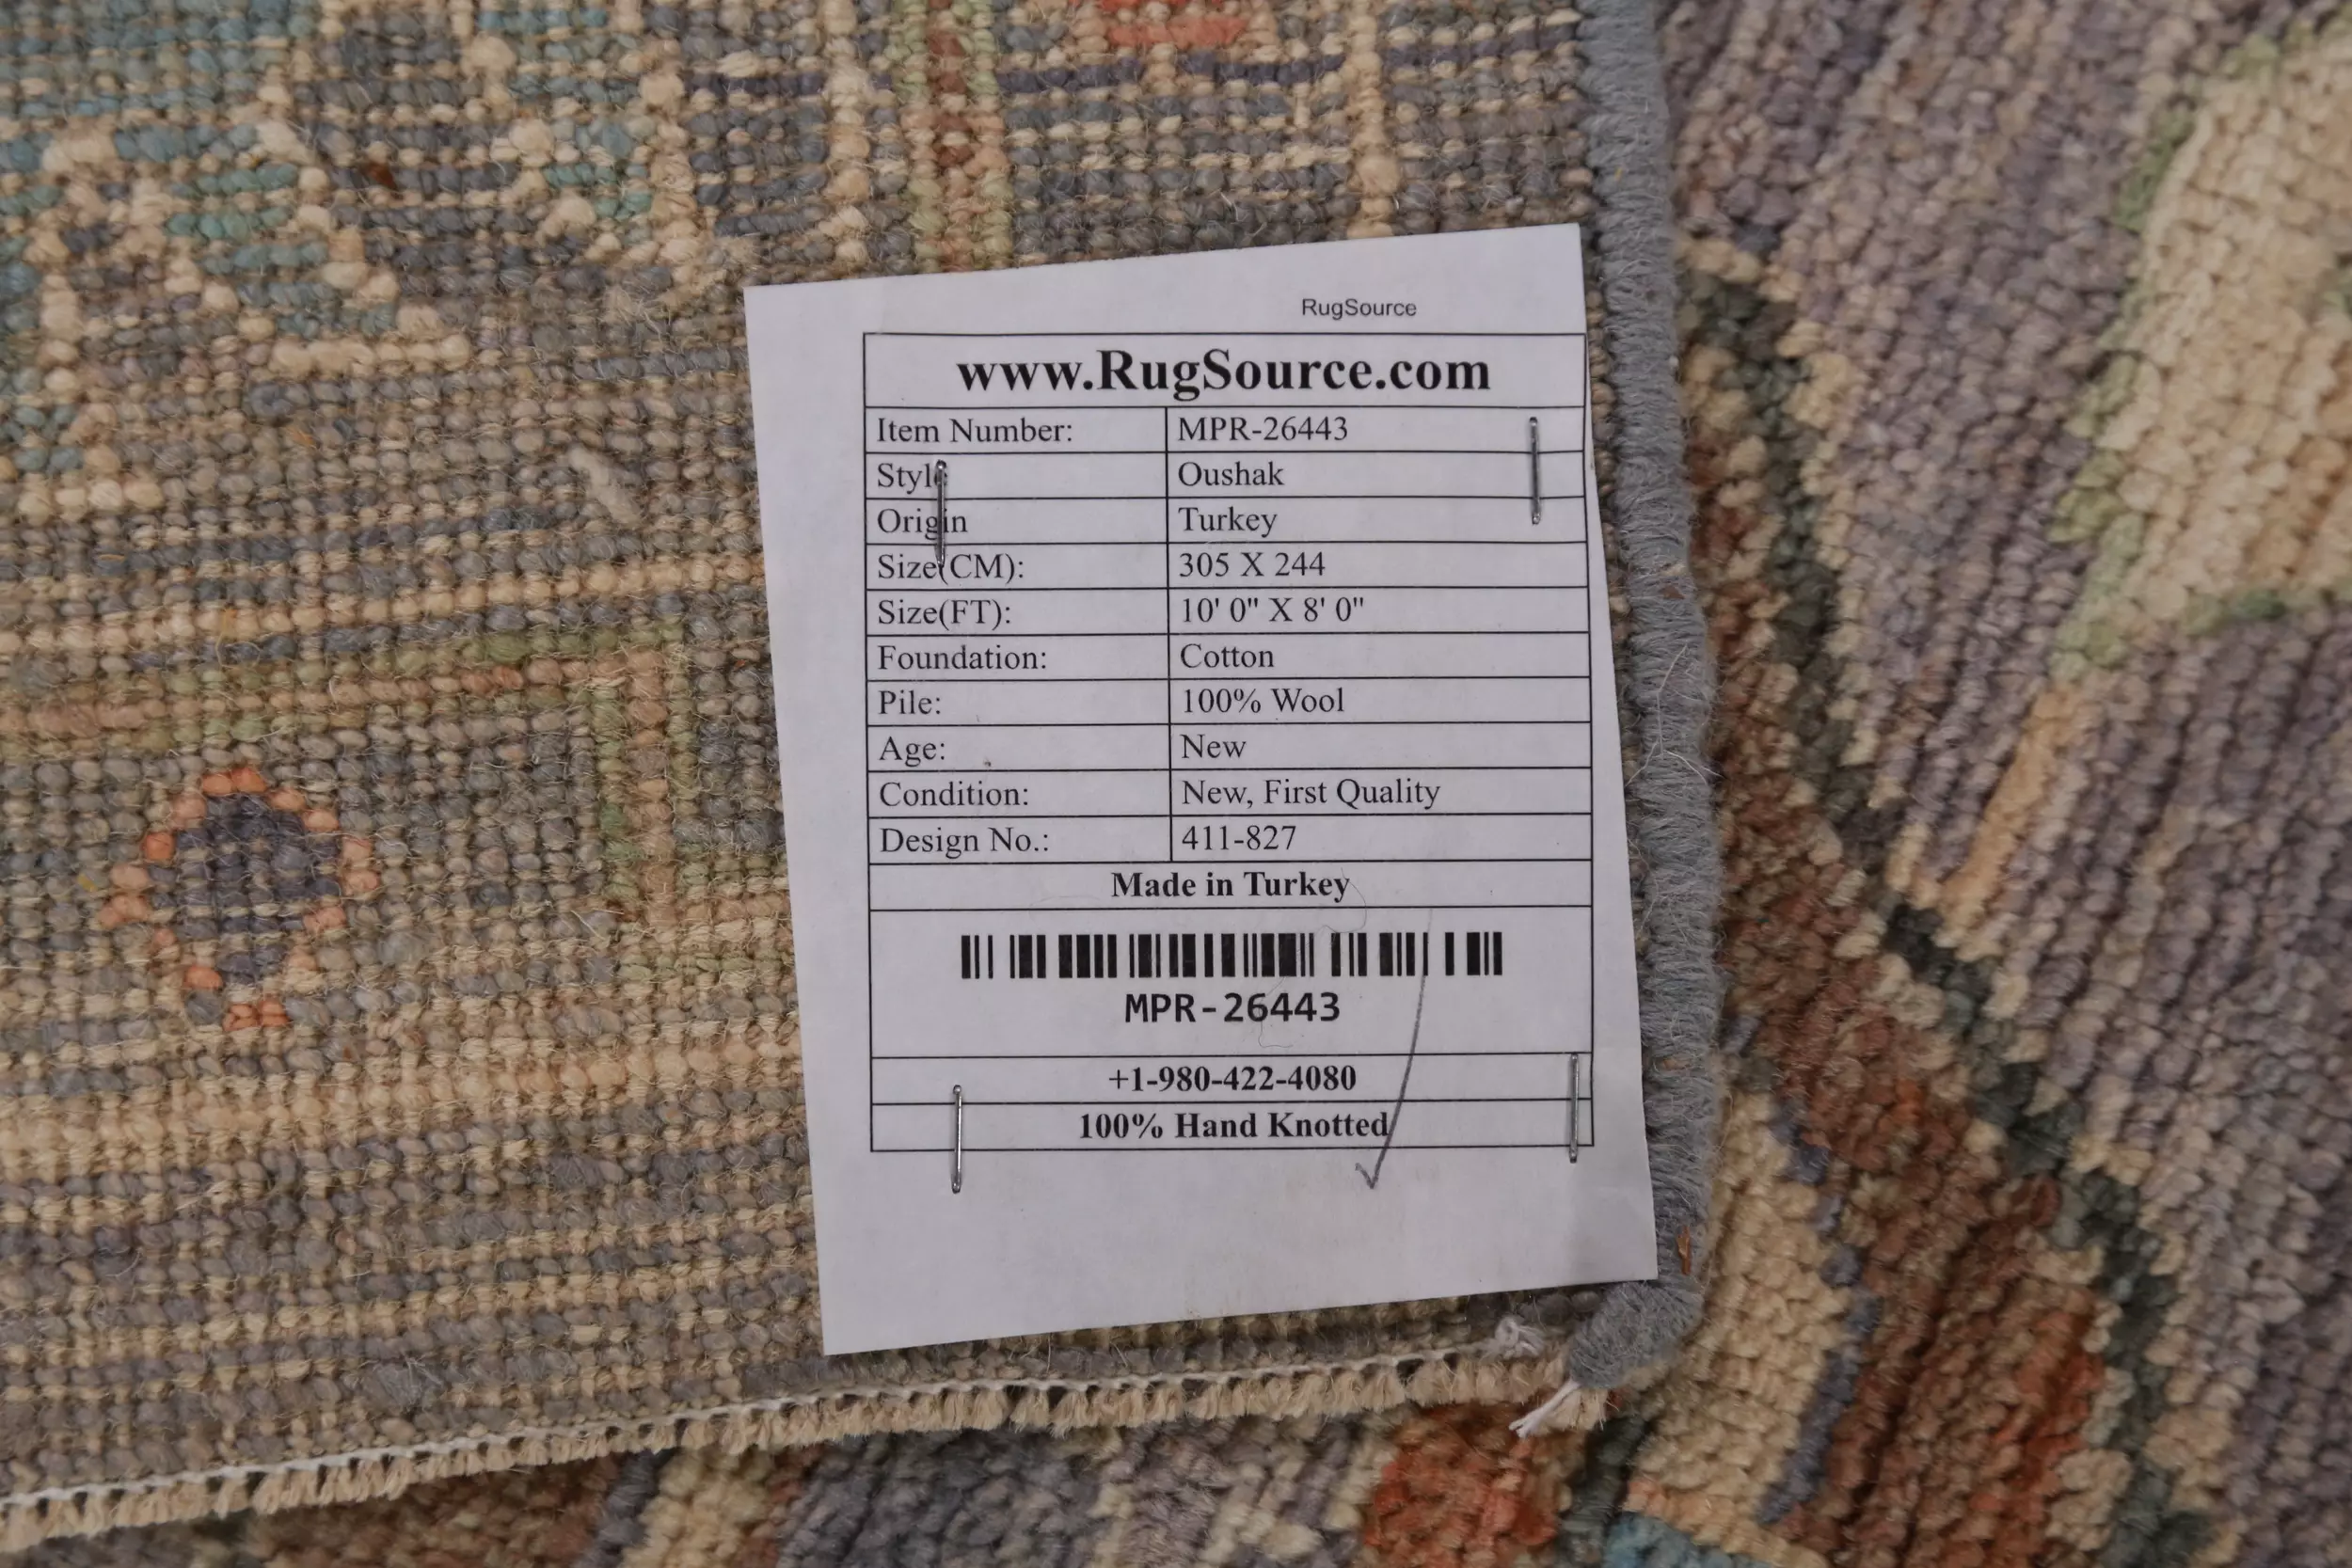 RugSource
www.RugSource.com
Item Number: MPR-26443
Style Oushak
Origin Turkey
Size(CM): 305 X 244
Size(FT): 10' 0" X 8' 0"
Foundation: Cotton
Pile: 100% Wool
Age: New
Condition: New, First Quality
Design No.: 411-827
Made in Turkey
MPR-26443
+1-980-422-4080
100% Hand Knotted